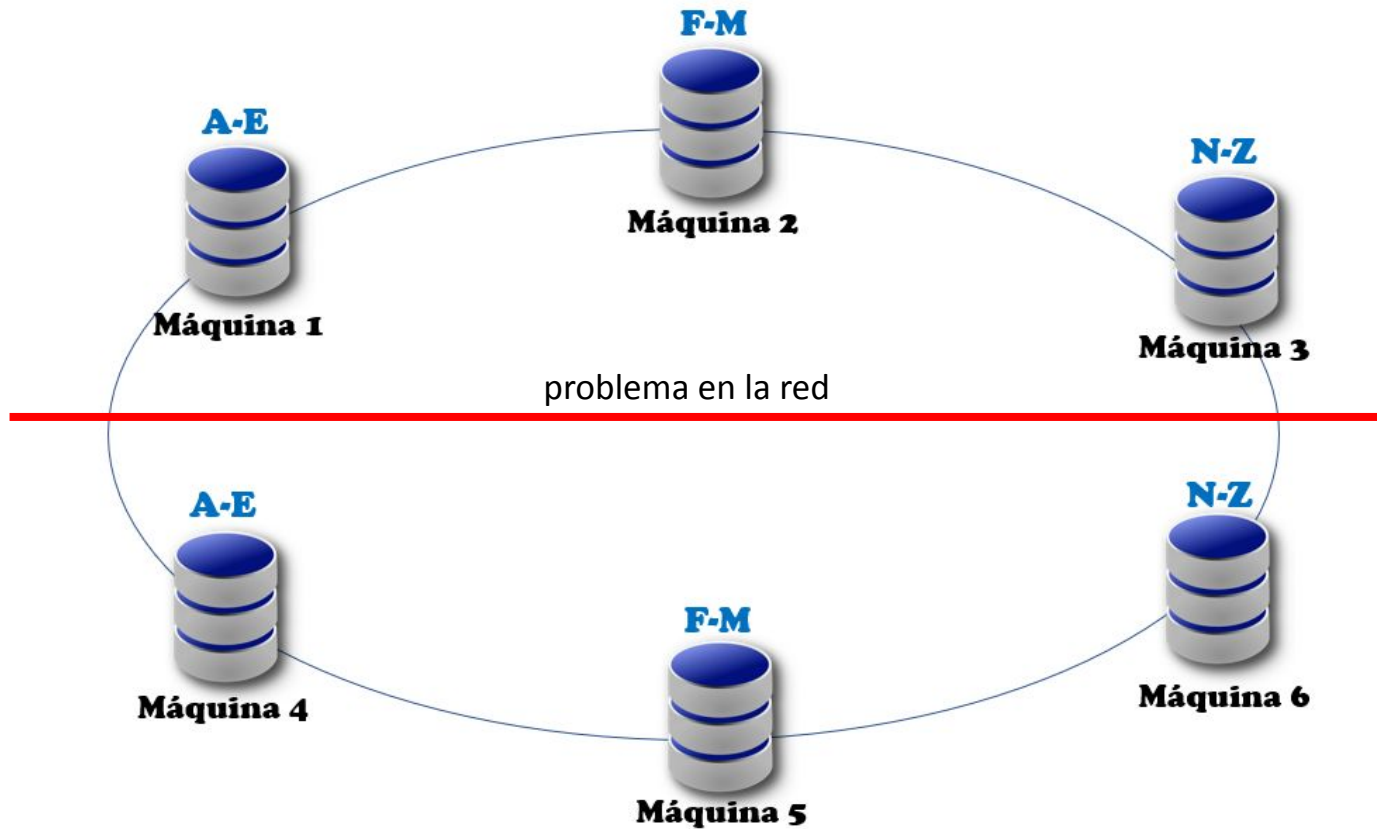 F-M
A-E
N-Z
Máquina 2
Máquina 1
Máquina 3
problema en la red
A-E
N-Z
F-M
Máquina 4
Máquina 6
Máquina 5